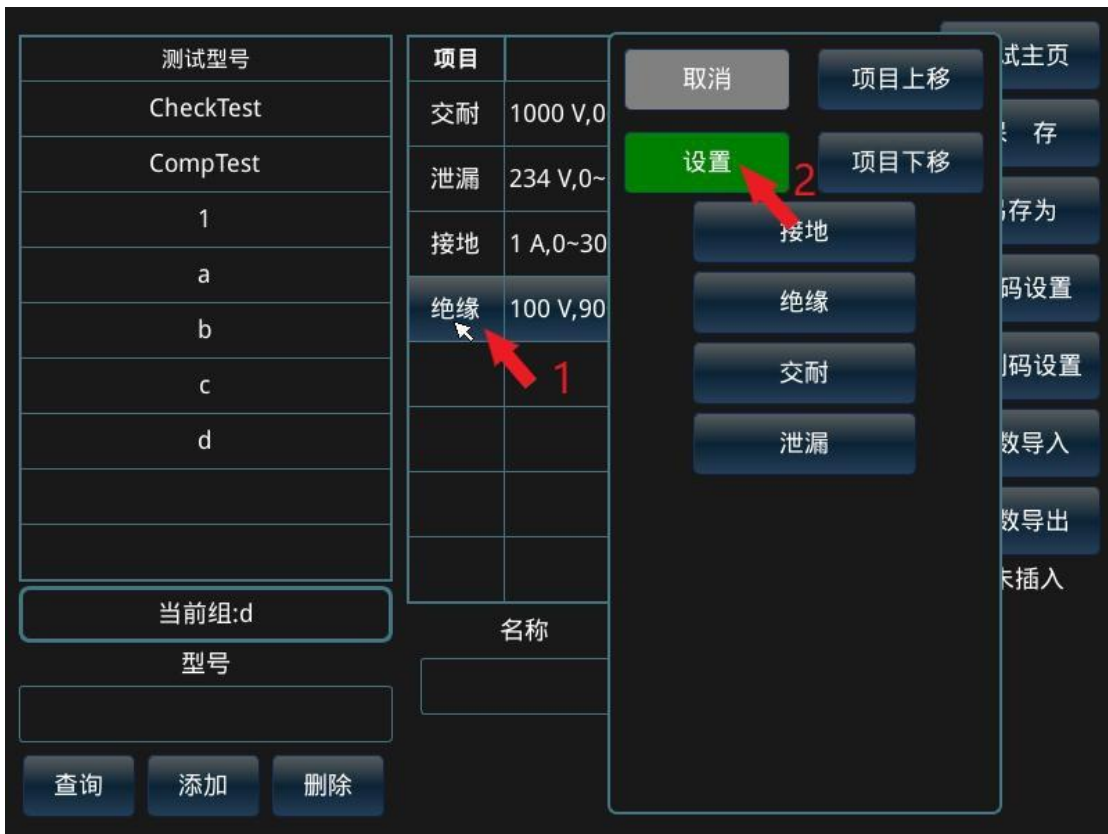 测试型号
CheckTest
CompTest
1
a
b
c
d
当前组:d
型号
查询 添加 删除
项目
交耐 1000 V,0
泄漏 234 V,0~
接地 1 A,0~30
绝缘 100 V,90
1
名称
取消 项目上移
设置 项目下移
2
接地
绝缘
交耐
泄漏
式主页
存
存为
码设置
码设置
数导入
数导出
未插入